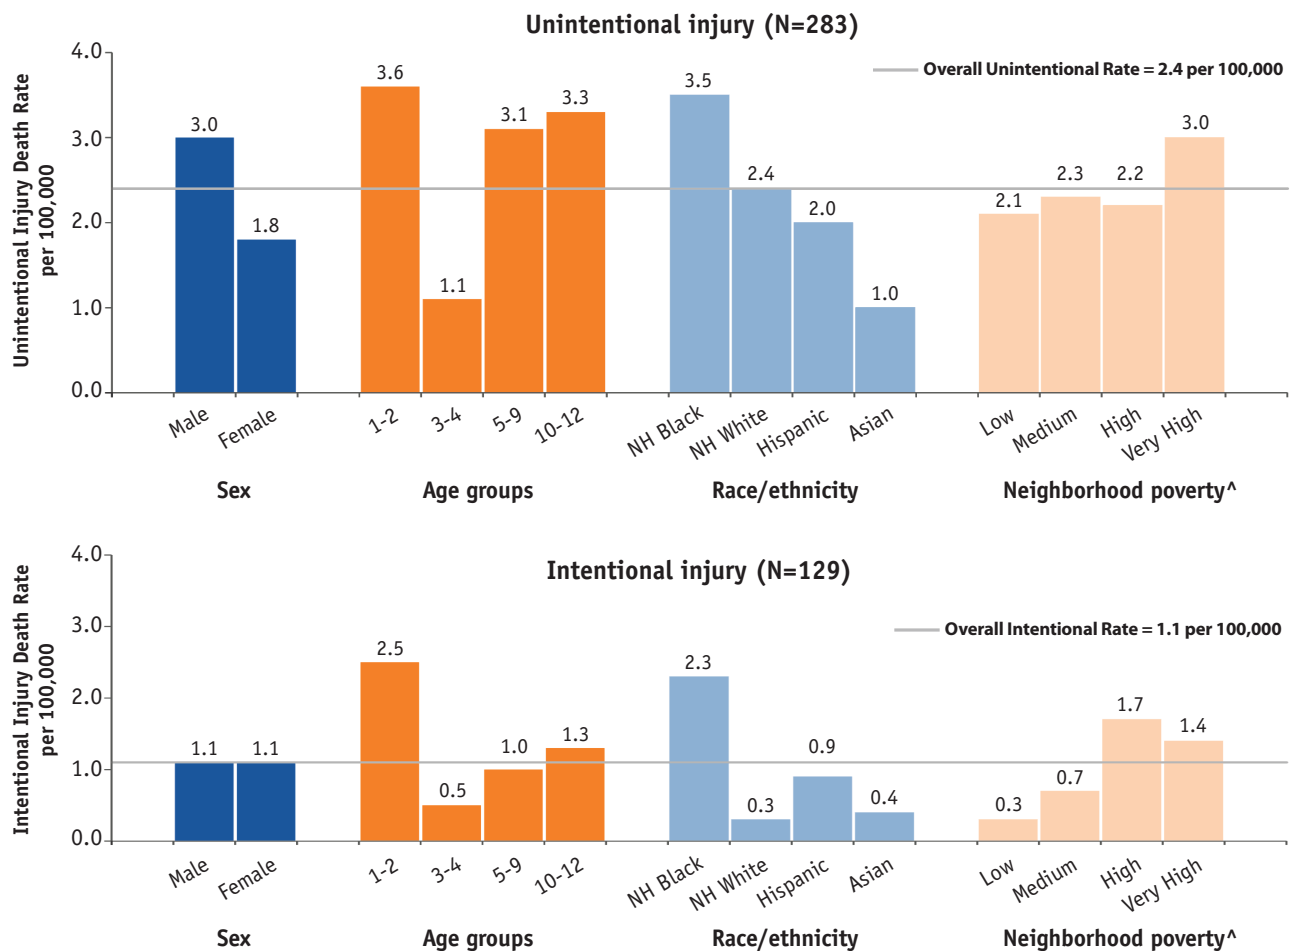 Unintentional injury (N=283)
Unintentional Injury Death Rate
per 100,000
4.0
3.0
2.0
1.0
0.0
Overall Unintentional Rate = 2.4 per 100,000
3.0
1.8
3.6
1.1
3.1
3.3
3.5
2.4
2.0
1.0
2.1
2.3
2.2
3.0
Male
Female
1-2
3-4
5-9
10-12
NH Black
NH White
Hispanic
Asian
Low
Medium
High
Very High
Sex
Age groups
Race/ethnicity
Neighborhood poverty^
Intentional injury (N=129)
Intentional Injury Death Rate
per 100,000
4.0
3.0
2.0
1.0
0.0
Overall Intentional Rate = 1.1 per 100,000
1.1
1.1
2.5
0.5
1.0
1.3
2.3
0.3
0.9
0.4
0.3
0.7
1.7
1.4
Male
Female
1-2
3-4
5-9
10-12
NH Black
NH White
Hispanic
Asian
Low
Medium
High
Very High
Sex
Age groups
Race/ethnicity
Neighborhood poverty^